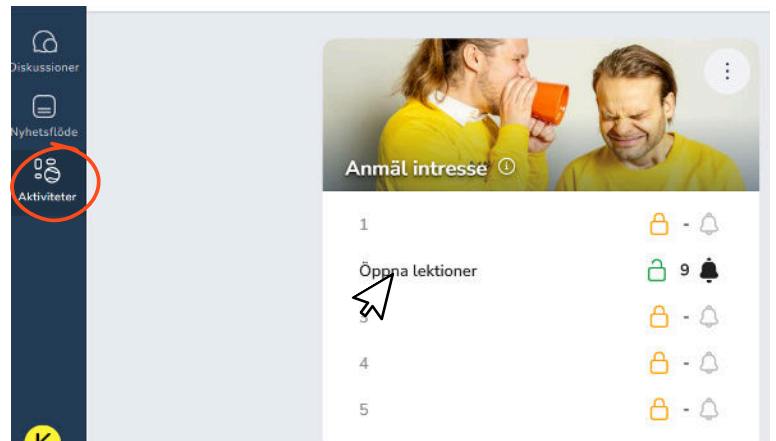 Diskussioner
Nyhetsflöde
Aktiviteter
K
Anmäl intresse
1 -
Öppna lektioner 9
3 -
4 -
5 -